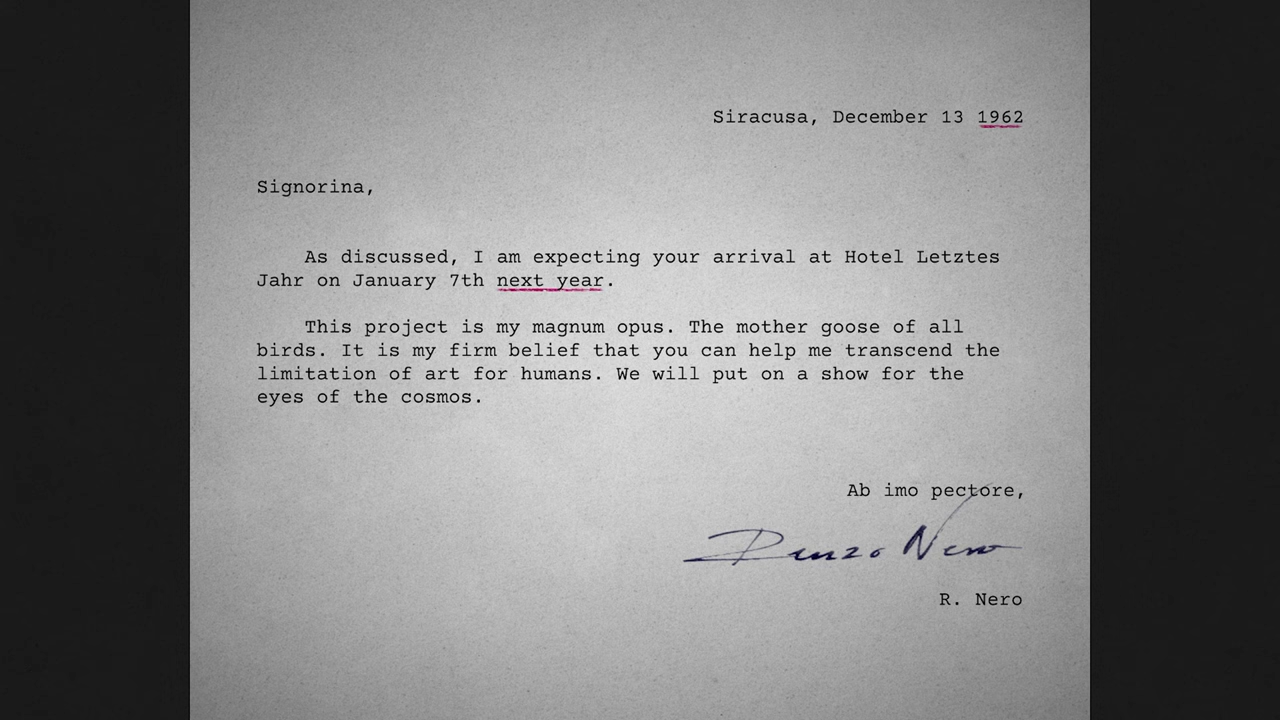 Siracusa, December 13 1962
Signorina,
As discussed, I am expecting your arrival at Hotel Letztes
Jahr on January 7th next year.
This project is my magnum opus. The mother goose of all
birds. It is my firm belief that you can help me transcend the
limitation of art for humans. We will put on a show for the
eyes of the cosmos.
Ab imo pectore,
Renzo Nero
R. Nero